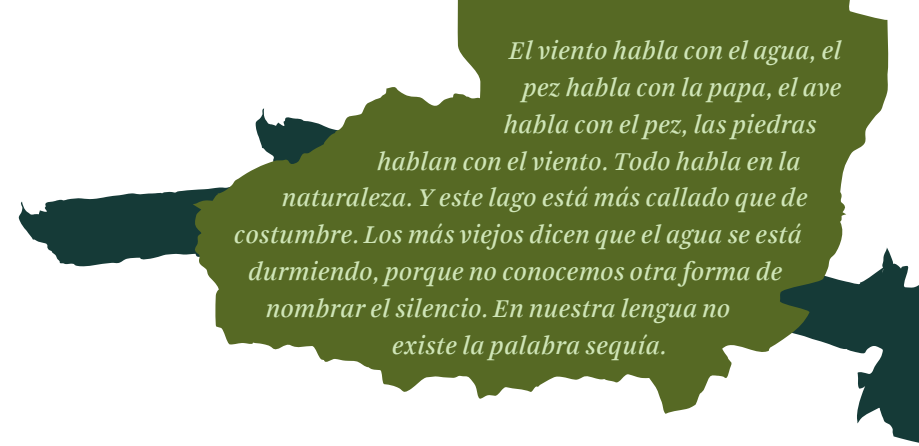 El viento habla con el agua, el
pez habla con la papa, el ave
habla con el pez, las piedras
hablan con el viento. Todo habla en la
naturaleza. Y este lago está más callado que de
costumbre. Los más viejos dicen que el agua se está
durmiendo, porque no conocemos otra forma de
nombrar el silencio. En nuestra lengua no
existe la palabra sequía.